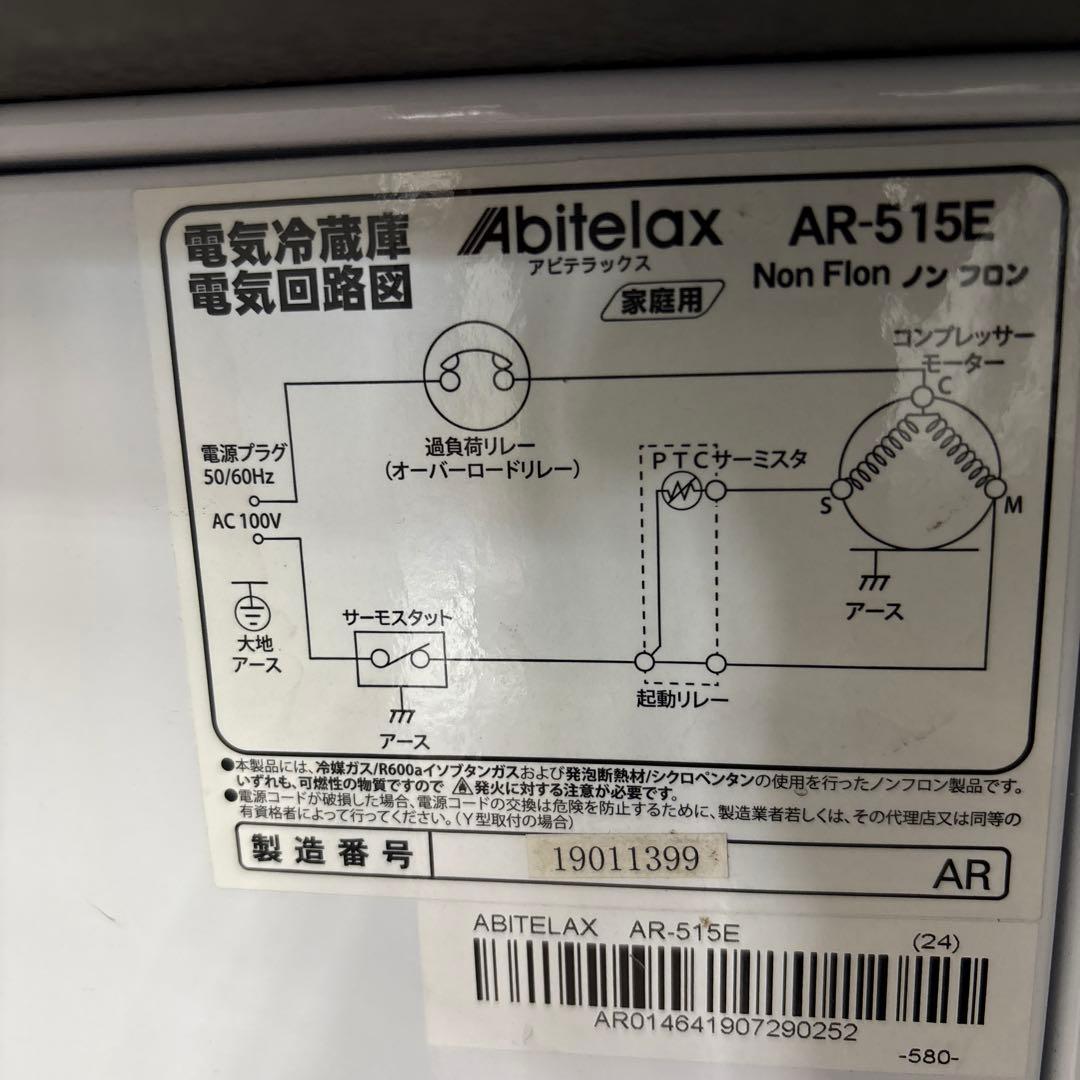 電気冷蔵庫
電気回路図
Abitelax
アビテラックス
家庭用
AR-515E
Non Flon ノンフロン
コンプレッサー
モーター
C
過負荷リレー
(オーバーロードリレー)
電源プラグ
50/60Hz
AC 100V
PTCサーミスタ
S
M
アース
大地
アース
サーモスタット
アース
起動リレー
●本製品には、冷媒ガス/R600aイソブタンガスおよび発泡断熱材/シクロペンタンの使用を行ったノンフロン製品です。
いずれも、可燃性の物質ですので ⚠発火に対する注意が必要です。
●電源コードが破損した場合、電源コードの交換は危険を防止するために、製造業者若しくは、その代理店又は同等の
有資格者によって行ってください。(Y型取付の場合)
製造番号
19011399
AR
ABITELAX AR-515E
(24)
AR014641907290252
-580-